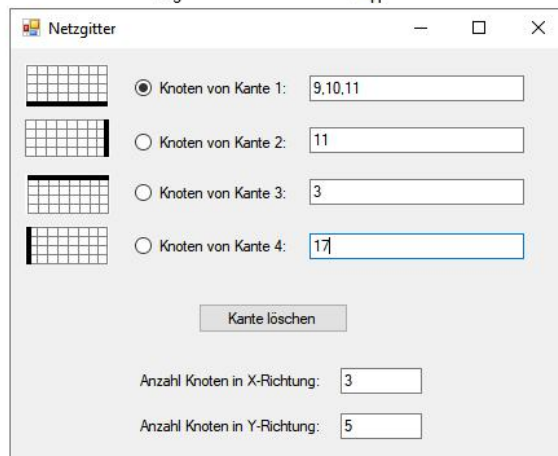 Netzgitter
Knoten von Kante 1: 9,10,11
Knoten von Kante 2: 11
Knoten von Kante 3: 3
Knoten von Kante 4: 17
Kante löschen
Anzahl Knoten in X-Richtung: 3
Anzahl Knoten in Y-Richtung: 5